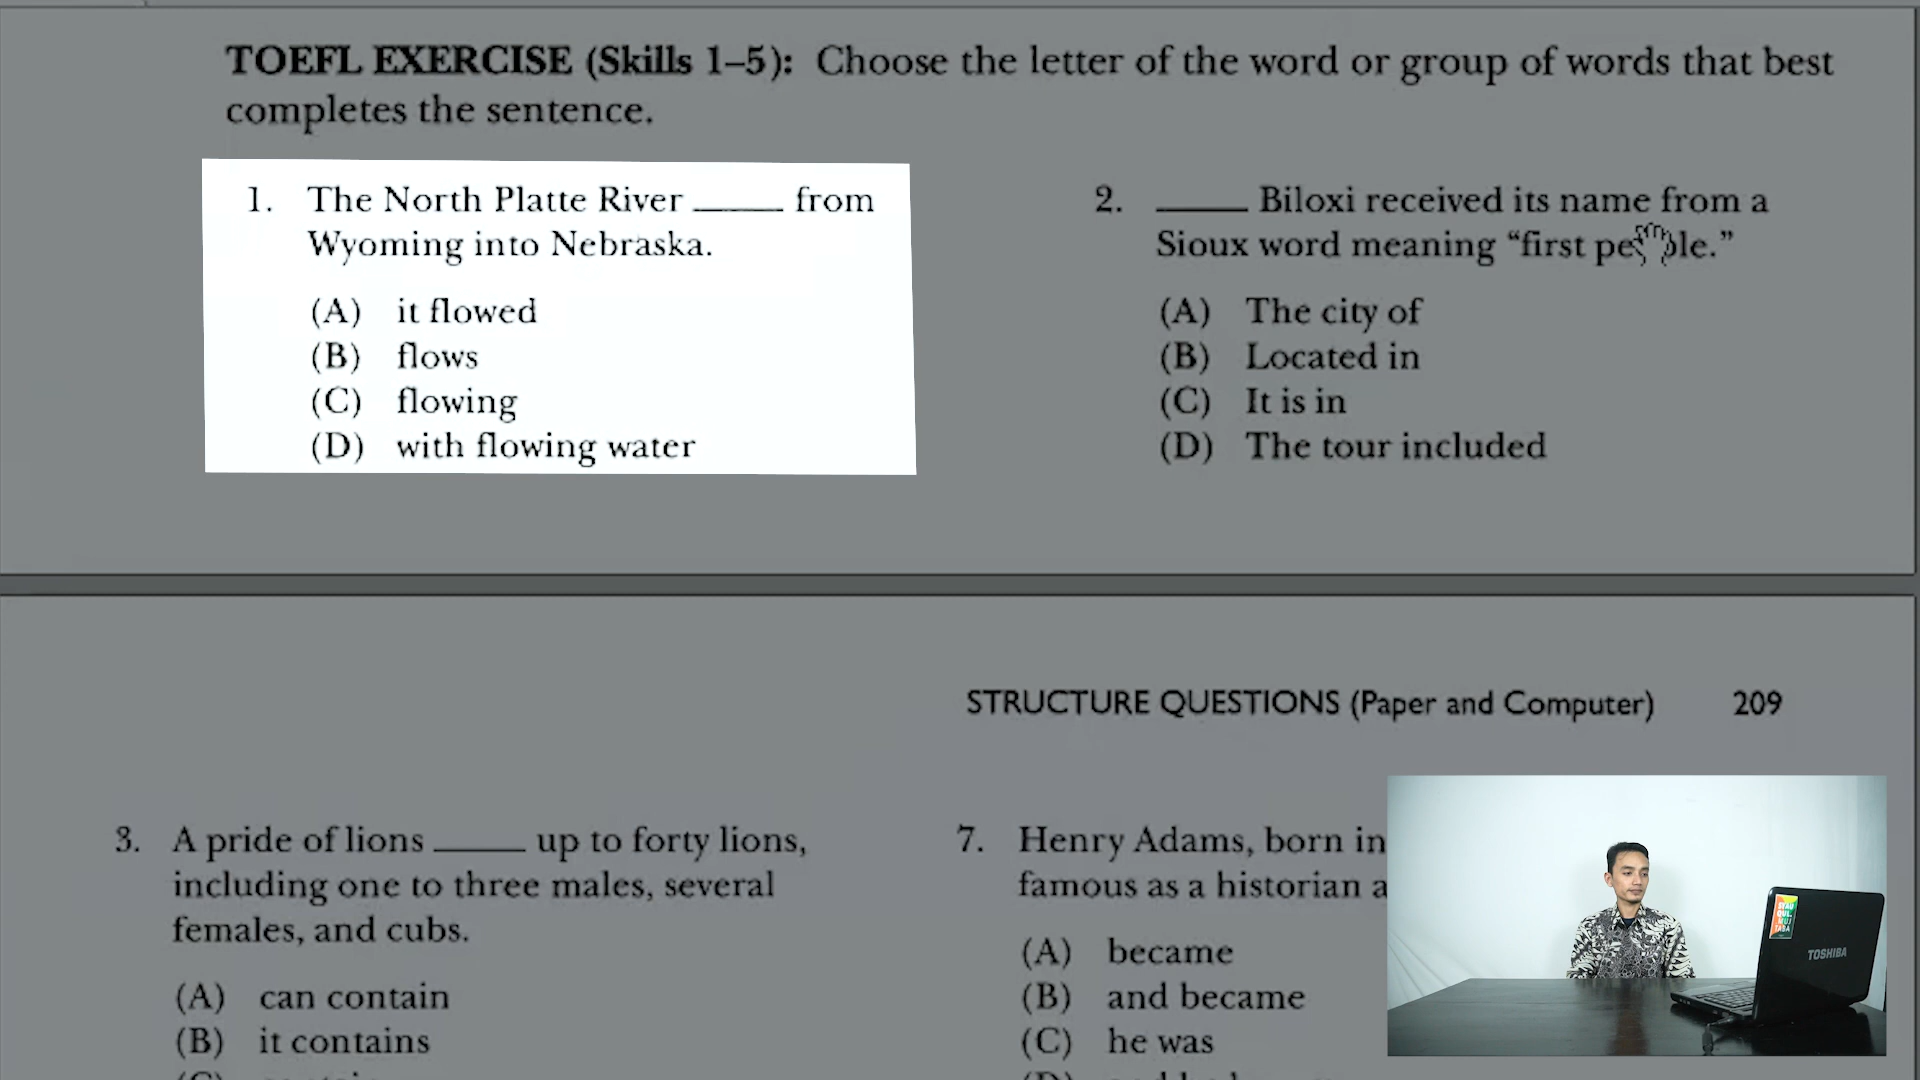 TOEFL EXERCISE (Skills 1–5): Choose the letter of the word or group of words that best
completes the sentence.
1. The North Platte River _____ from
Wyoming into Nebraska.
(A) it flowed
(B) flows
(C) flowing
(D) with flowing water
2. _____ Biloxi received its name from a
Sioux word meaning “first people.”
(A) The city of
(B) Located in
(C) It is in
(D) The tour included
STRUCTURE QUESTIONS (Paper and Computer) 209
3. A pride of lions _____ up to forty lions,
including one to three males, several
females, and cubs.
(A) can contain
(B) it contains
7. Henry Adams, born in
famous as a historian a
(A) became
(B) and became
(C) he was
TOSHIBA